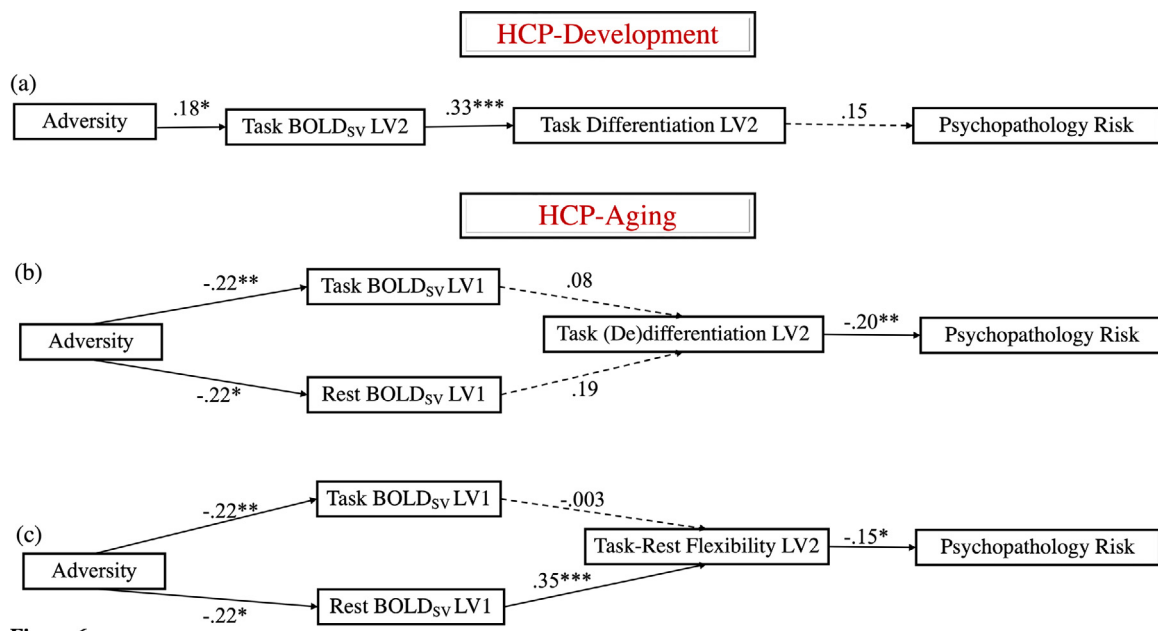 HCP-Development
(a)
Adversity
.18*
Task BOLDSV LV2
.33***
Task Differentiation LV2
.15
Psychopathology Risk
HCP-Aging
(b)
Adversity
-.22**
Task BOLDSV LV1
.08
-.22*
Rest BOLDSV LV1
.19
Task (De)differentiation LV2
-.20**
Psychopathology Risk
(c)
Adversity
-.22**
Task BOLDSV LV1
-.003
-.22*
Rest BOLDSV LV1
.35***
Task-Rest Flexibility LV2
-.15*
Psychopathology Risk